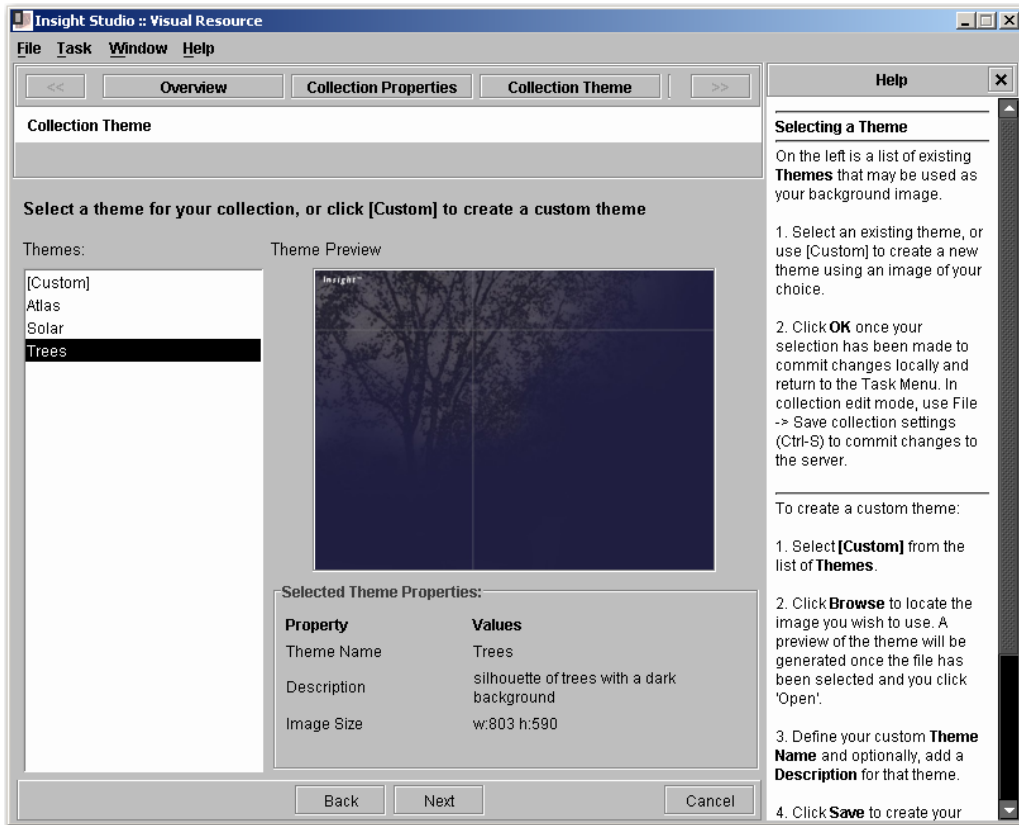 Insight Studio :: Visual Resource
File Task Window Help
<< Overview Collection Properties Collection Theme >>
Collection Theme
Select a theme for your collection, or click [Custom] to create a custom theme
Themes:
[Custom]
Atlas
Solar
Trees
Theme Preview
Insight™
Selected Theme Properties:
Property Values
Theme Name Trees
Description silhouette of trees with a dark
background
Image Size w:803 h:590
Back Next Cancel
Help
Selecting a Theme
On the left is a list of existing
Themes that may be used as
your background image.
1. Select an existing theme, or
use [Custom] to create a new
theme using an image of your
choice.
2. Click OK once your
selection has been made to
commit changes locally and
return to the Task Menu. In
collection edit mode, use File
-> Save collection settings
(Ctrl-S) to commit changes to
the server.
To create a custom theme:
1. Select [Custom] from the
list of Themes.
2. Click Browse to locate the
image you wish to use. A
preview of the theme will be
generated once the file has
been selected and you click
'Open'.
3. Define your custom Theme
Name and optionally, add a
Description for that theme.
4. Click Save to create your